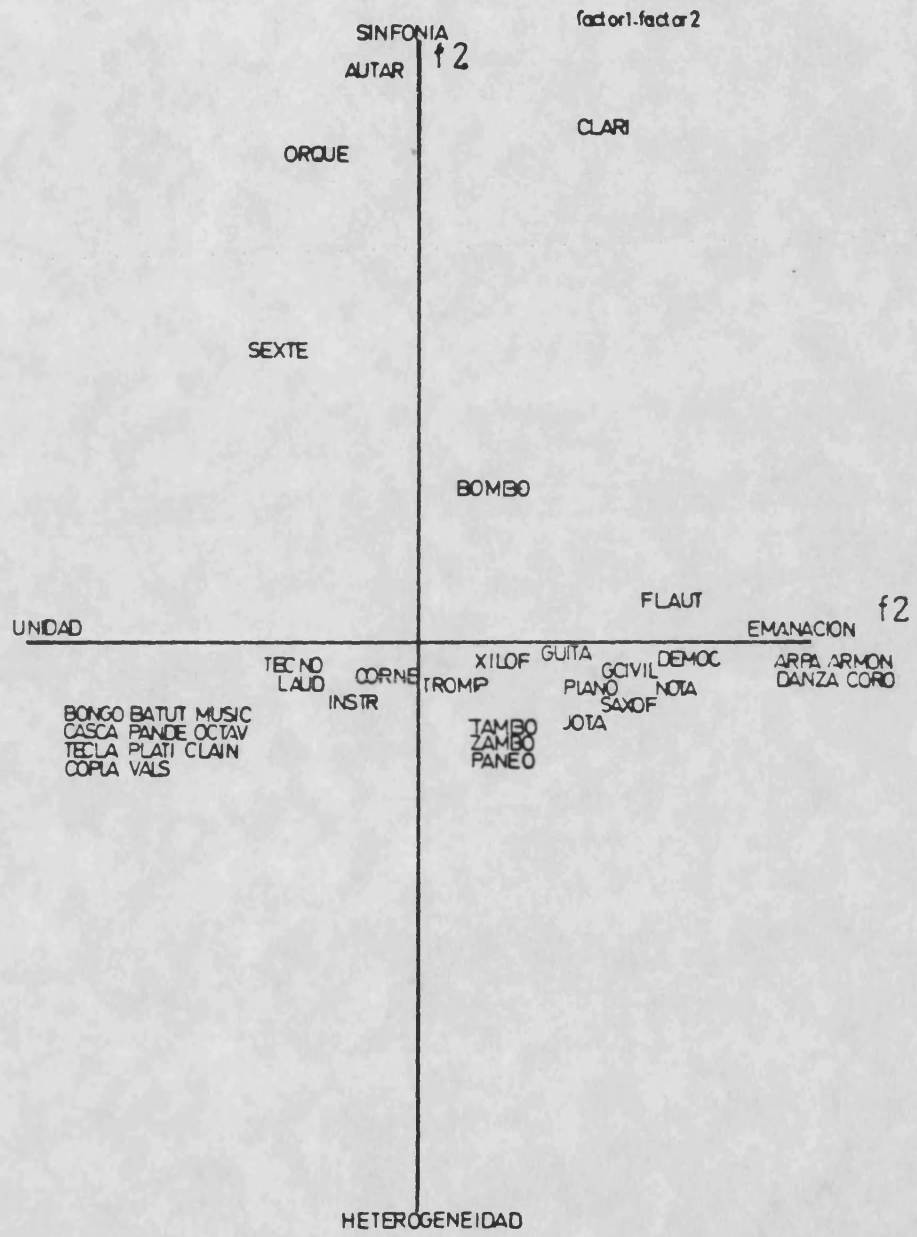 factor1-factor2
SINFONIA
f2
AUTAR
CLARI
ORQUE
SEXTE
BOMBO
FLAUT
f2
UNIDAD
EMANACION
TECNO
CORNE
XILOF
GUITA
GCIVIL
DEMOC
ARPA ARMON
LAUD
INSTR
TROMP
PIANO
NOTA
DANZA CORO
SAXOF
BONGO BATUT MUSIC
TAMBO
JOTA
CASCA PANDE OCTAV
ZAMBO
TECLA PLATI CLAIN
PANEO
COPLA VALS
HETEROGENEIDAD